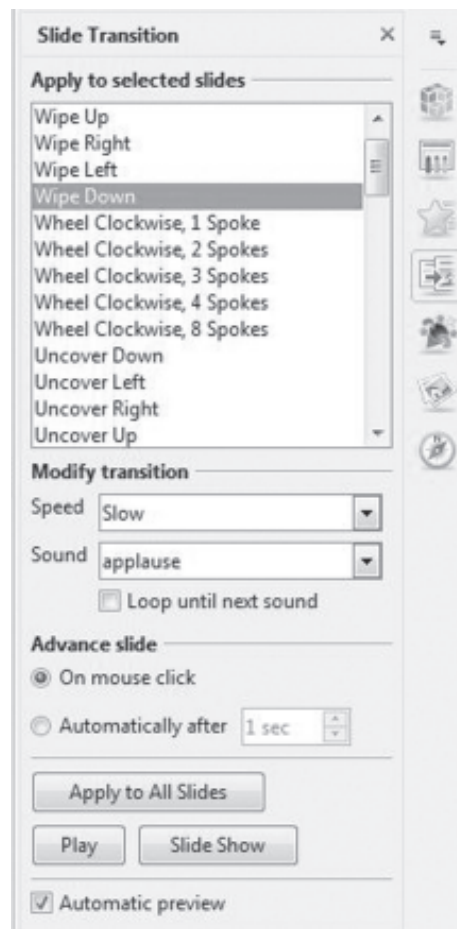 Slide Transition
Apply to selected slides
Wipe Up
Wipe Right
Wipe Left
Wipe Down
Wheel Clockwise, 1 Spoke
Wheel Clockwise, 2 Spokes
Wheel Clockwise, 3 Spokes
Wheel Clockwise, 4 Spokes
Wheel Clockwise, 8 Spokes
Uncover Down
Uncover Left
Uncover Right
Uncover Up
Modify transition
Speed Slow
Sound applause
Loop until next sound
Advance slide
On mouse click
Automatically after 1 sec
Apply to All Slides
Play Slide Show
Automatic preview